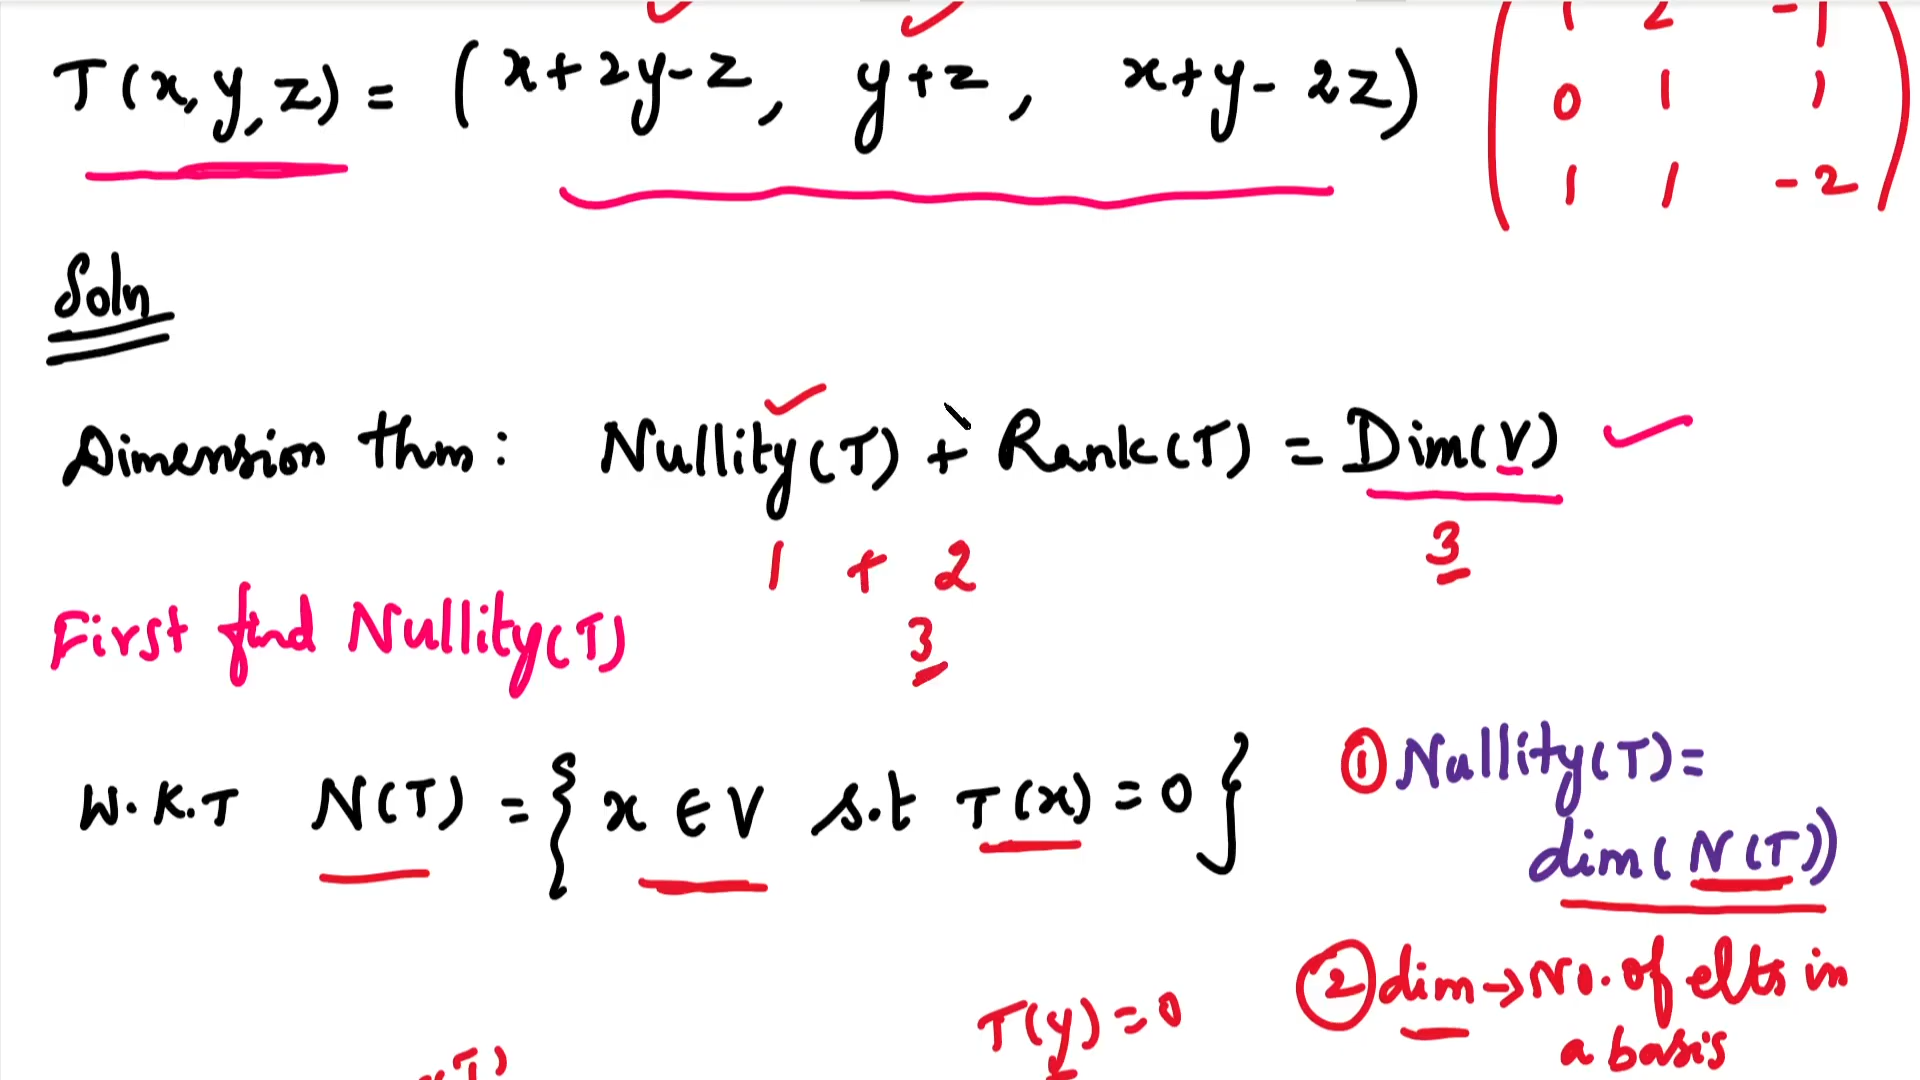 T(x, y, z) = (x+2y-z, y+z, x+y-2z)
1 2 -1
0 1 1
1 1 -2
Soln
Dimension thm: Nullity(T) + Rank(T) = Dim(V)
1 + 2
3
3
First find Nullity(T)
W.K.T N(T) = { x ∈ V s.t T(x) = 0 }
① Nullity(T) =
dim(N(T))
② dim → No. of elts in
a basis
T(y) = 0